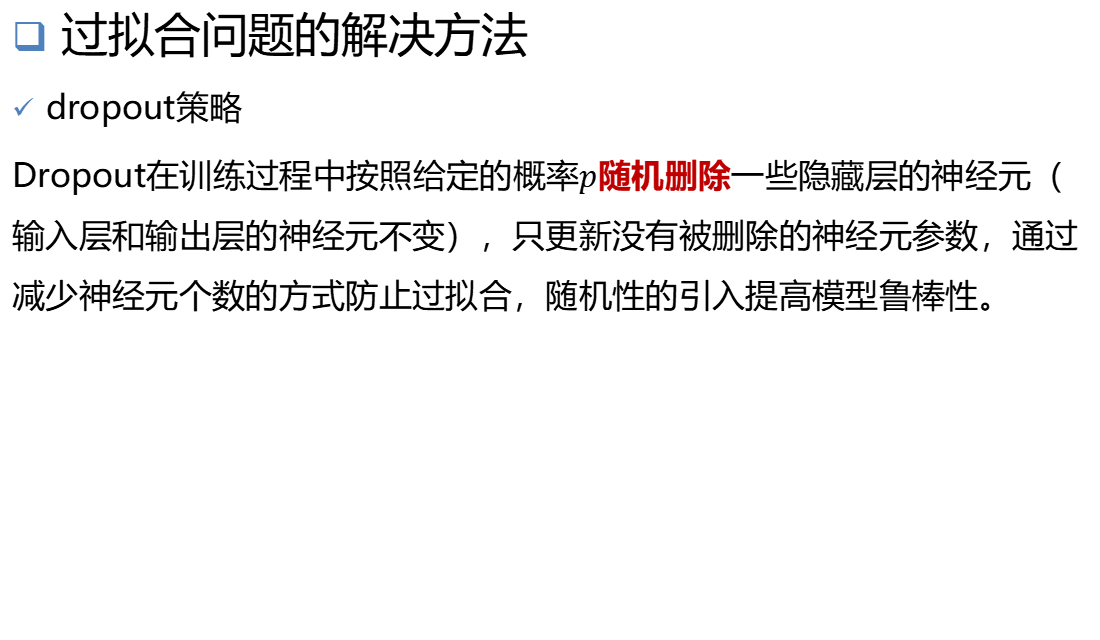 过拟合问题的解决方法
dropout策略
Dropout在训练过程中按照给定的概率p随机删除一些隐藏层的神经元（
输入层和输出层的神经元不变），只更新没有被删除的神经元参数，通过
减少神经元个数的方式防止过拟合，随机性的引入提高模型鲁棒性。